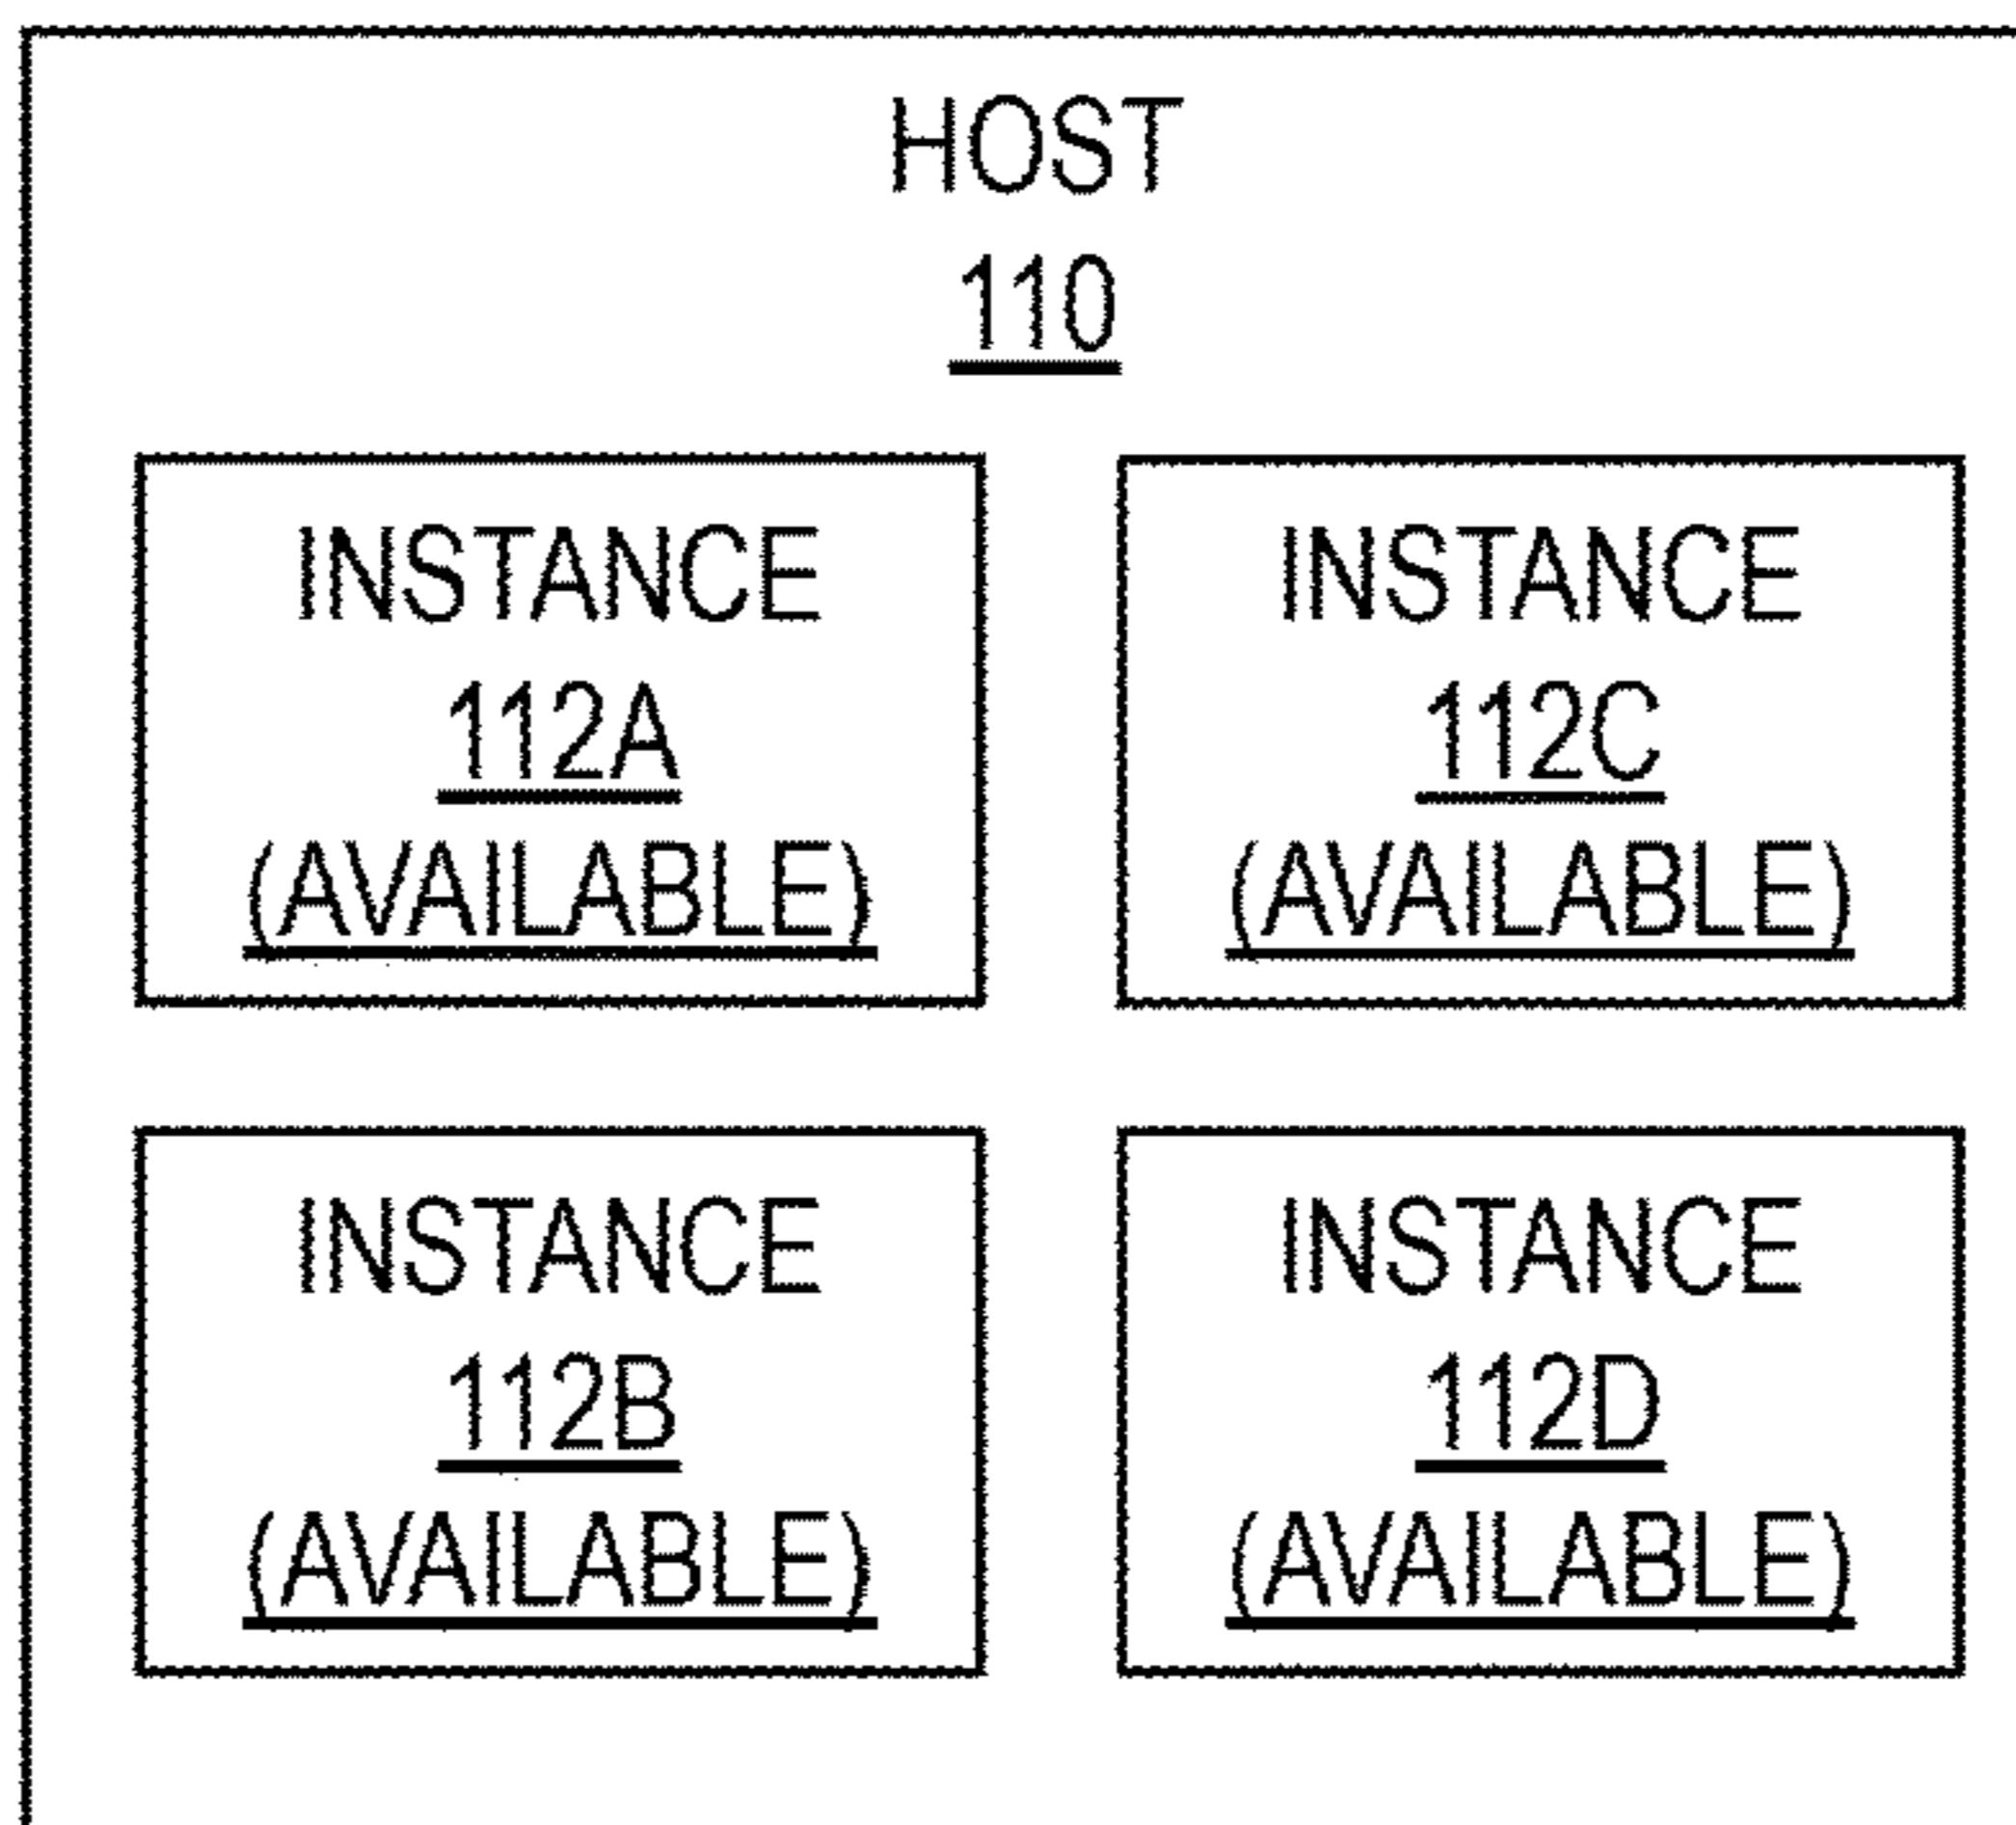 HOST
110
INSTANCE
112A
(AVAILABLE)
INSTANCE
112C
(AVAILABLE)
INSTANCE
112B
(AVAILABLE)
INSTANCE
112D
(AVAILABLE)